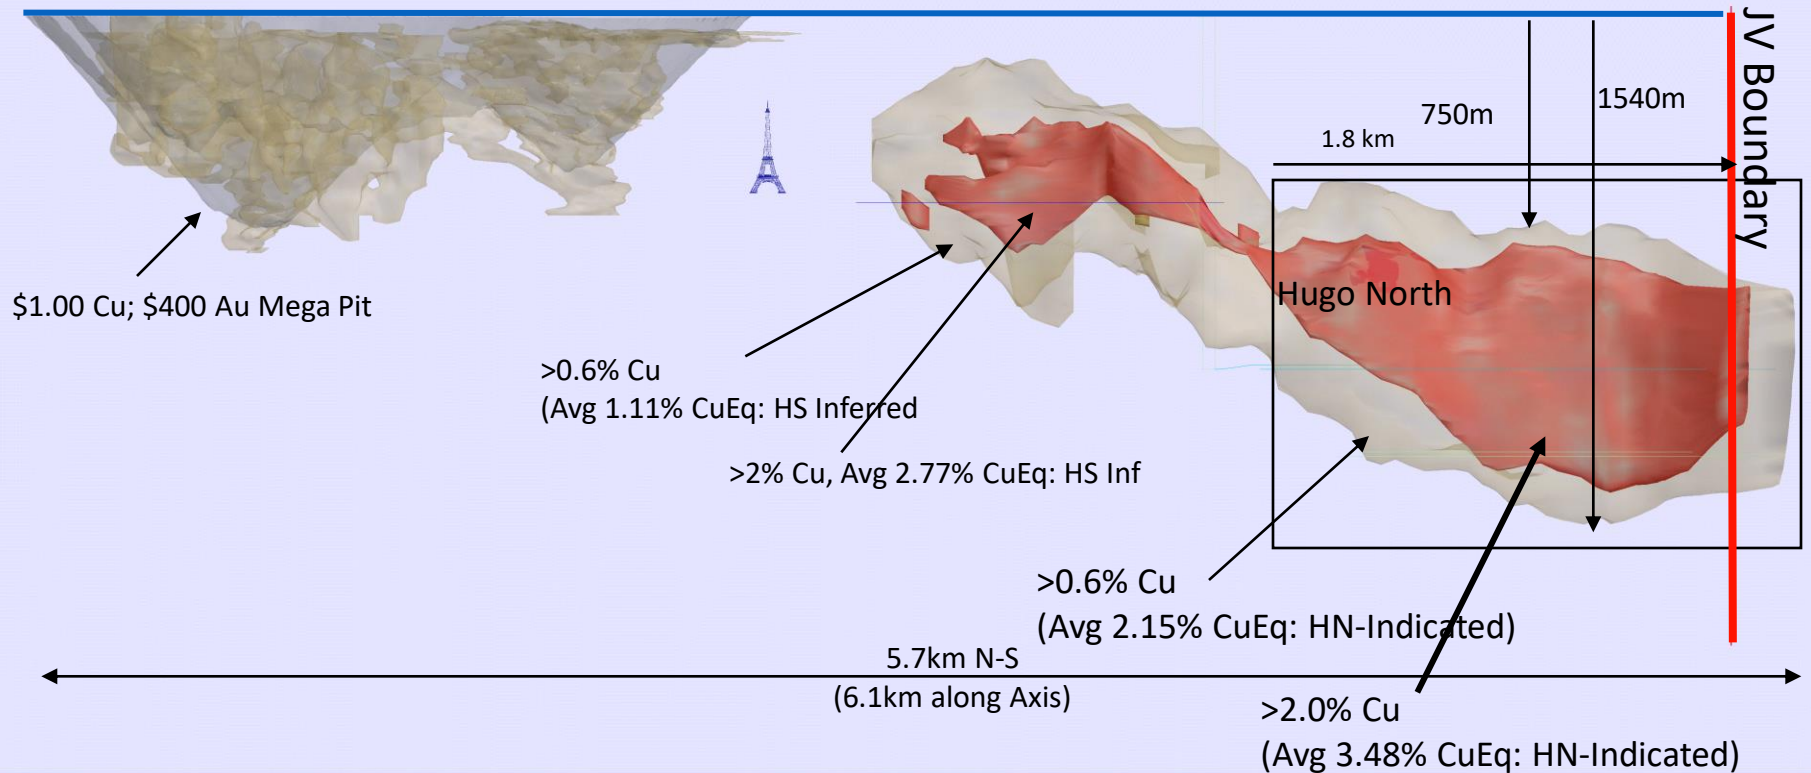 JV Boundary
750m
1540m
1.8 km
Hugo North
$1.00 Cu; $400 Au Mega Pit
>0.6% Cu
(Avg 1.11% CuEq: HS Inferred
>2% Cu, Avg 2.77% CuEq: HS Inf
>0.6% Cu
(Avg 2.15% CuEq: HN-Indicated)
5.7km N-S
(6.1km along Axis)
>2.0% Cu
(Avg 3.48% CuEq: HN-Indicated)